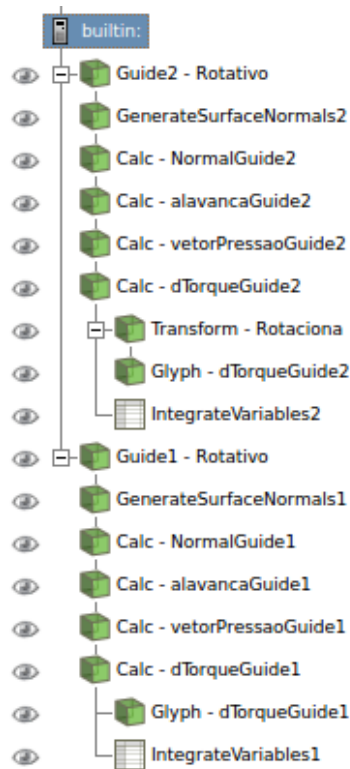 builtin:
Guide2 - Rotativo
GenerateSurfaceNormals2
Calc - NormalGuide2
Calc - alavancaGuide2
Calc - vetorPressaoGuide2
Calc - dTorqueGuide2
Transform - Rotaciona
Glyph - dTorqueGuide2
IntegrateVariables2
Guide1 - Rotativo
GenerateSurfaceNormals1
Calc - NormalGuide1
Calc - alavancaGuide1
Calc - vetorPressaoGuide1
Calc - dTorqueGuide1
Glyph - dTorqueGuide1
IntegrateVariables1